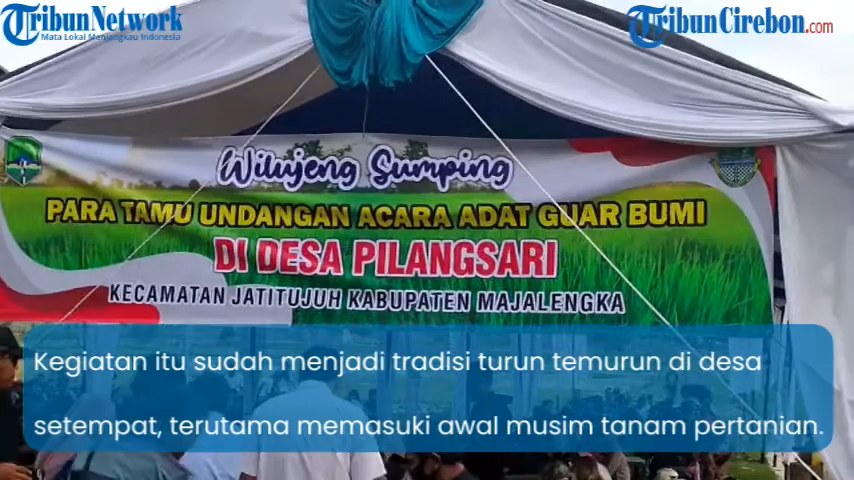 TribunNetwork
Mata Lokal Menjangkau Indonesia
TribunCirebon.com
Wilujeng Sumping
PARA TAMU UNDANGAN ACARA ADAT GUAR BUMI
DI DESA PILANGSARI
KECAMATAN JATITUJUH KABUPATEN MAJALENGKA
Kegiatan itu sudah menjadi tradisi turun temurun di desa
setempat, terutama memasuki awal musim tanam pertanian.